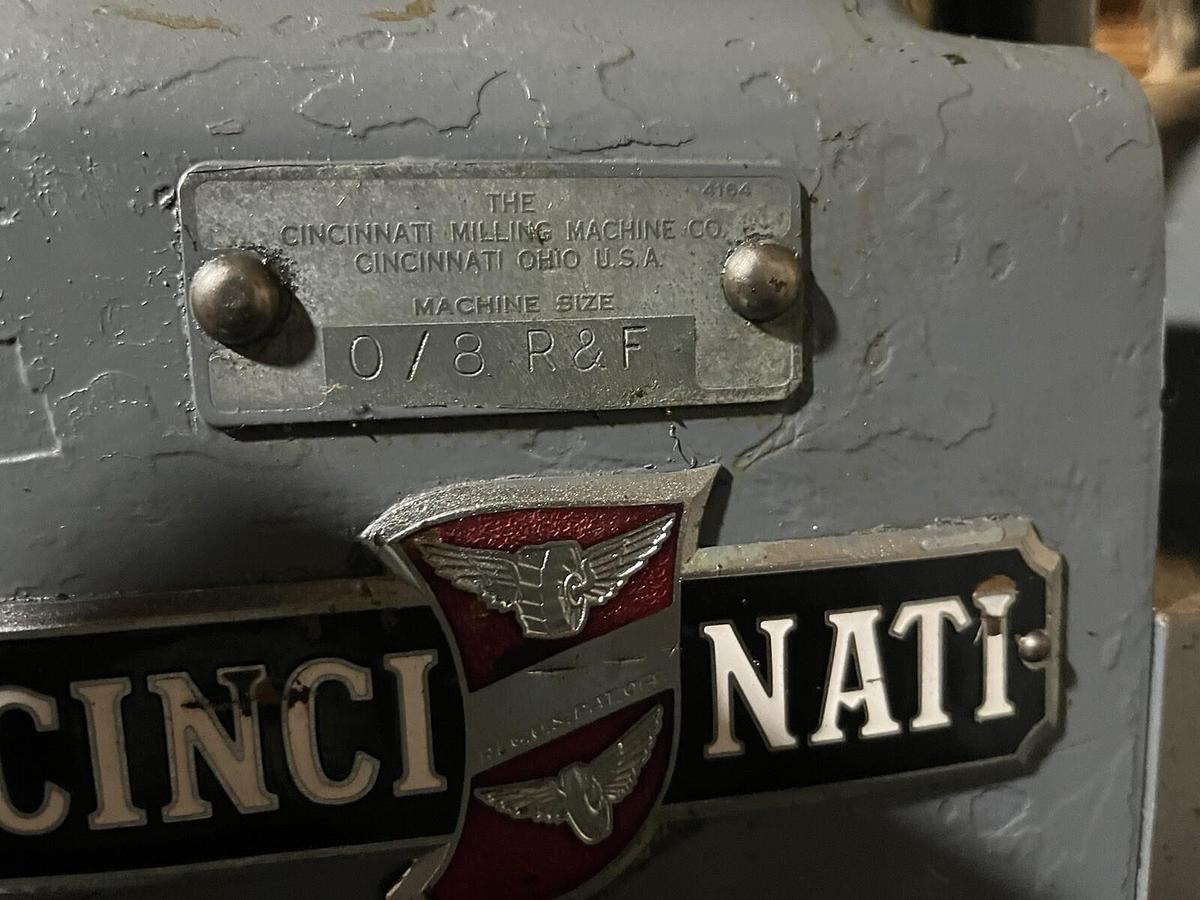 4164
THE
CINCINNATI MILLING MACHINE CO.
CINCINNATI OHIO U.S.A.
MACHINE SIZE
0/8 R&F
CINCI NATI